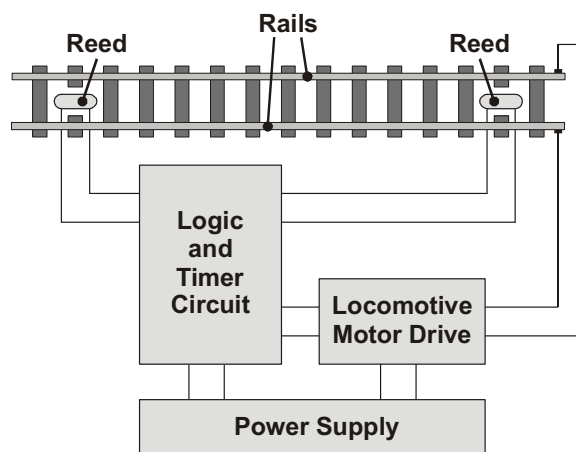 Reed
Rails
Reed
Logic
and
Timer
Circuit
Locomotive
Motor Drive
Power Supply